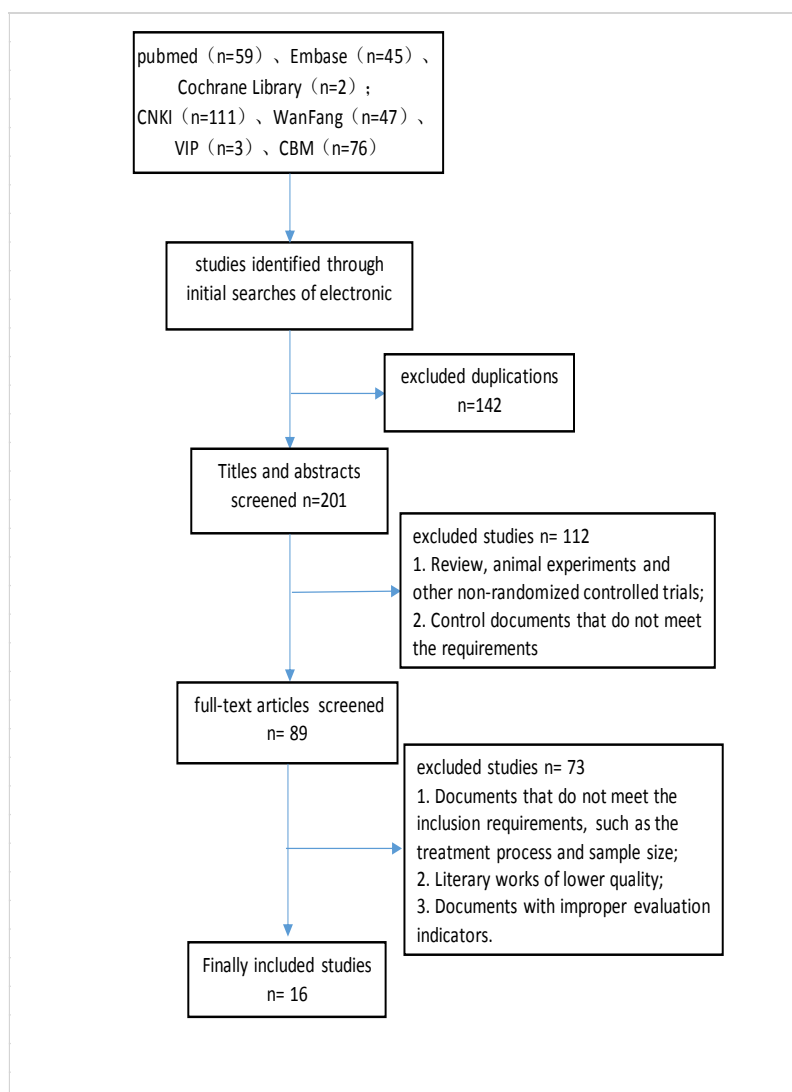 pubmed（n=59）、Embase（n=45）、
Cochrane Library（n=2）；
CNKI（n=111）、WanFang（n=47）、
VIP（n=3）、CBM（n=76）
studies identified through
initial searches of electronic
excluded duplications
n=142
Titles and abstracts
screened n=201
excluded studies n= 112
1. Review, animal experiments and
other non-randomized controlled trials;
2. Control documents that do not meet
the requirements
full-text articles screened
n= 89
excluded studies n= 73
1. Documents that do not meet the
inclusion requirements, such as the
treatment process and sample size;
2. Literary works of lower quality;
3. Documents with improper evaluation
indicators.
Finally included studies
n= 16